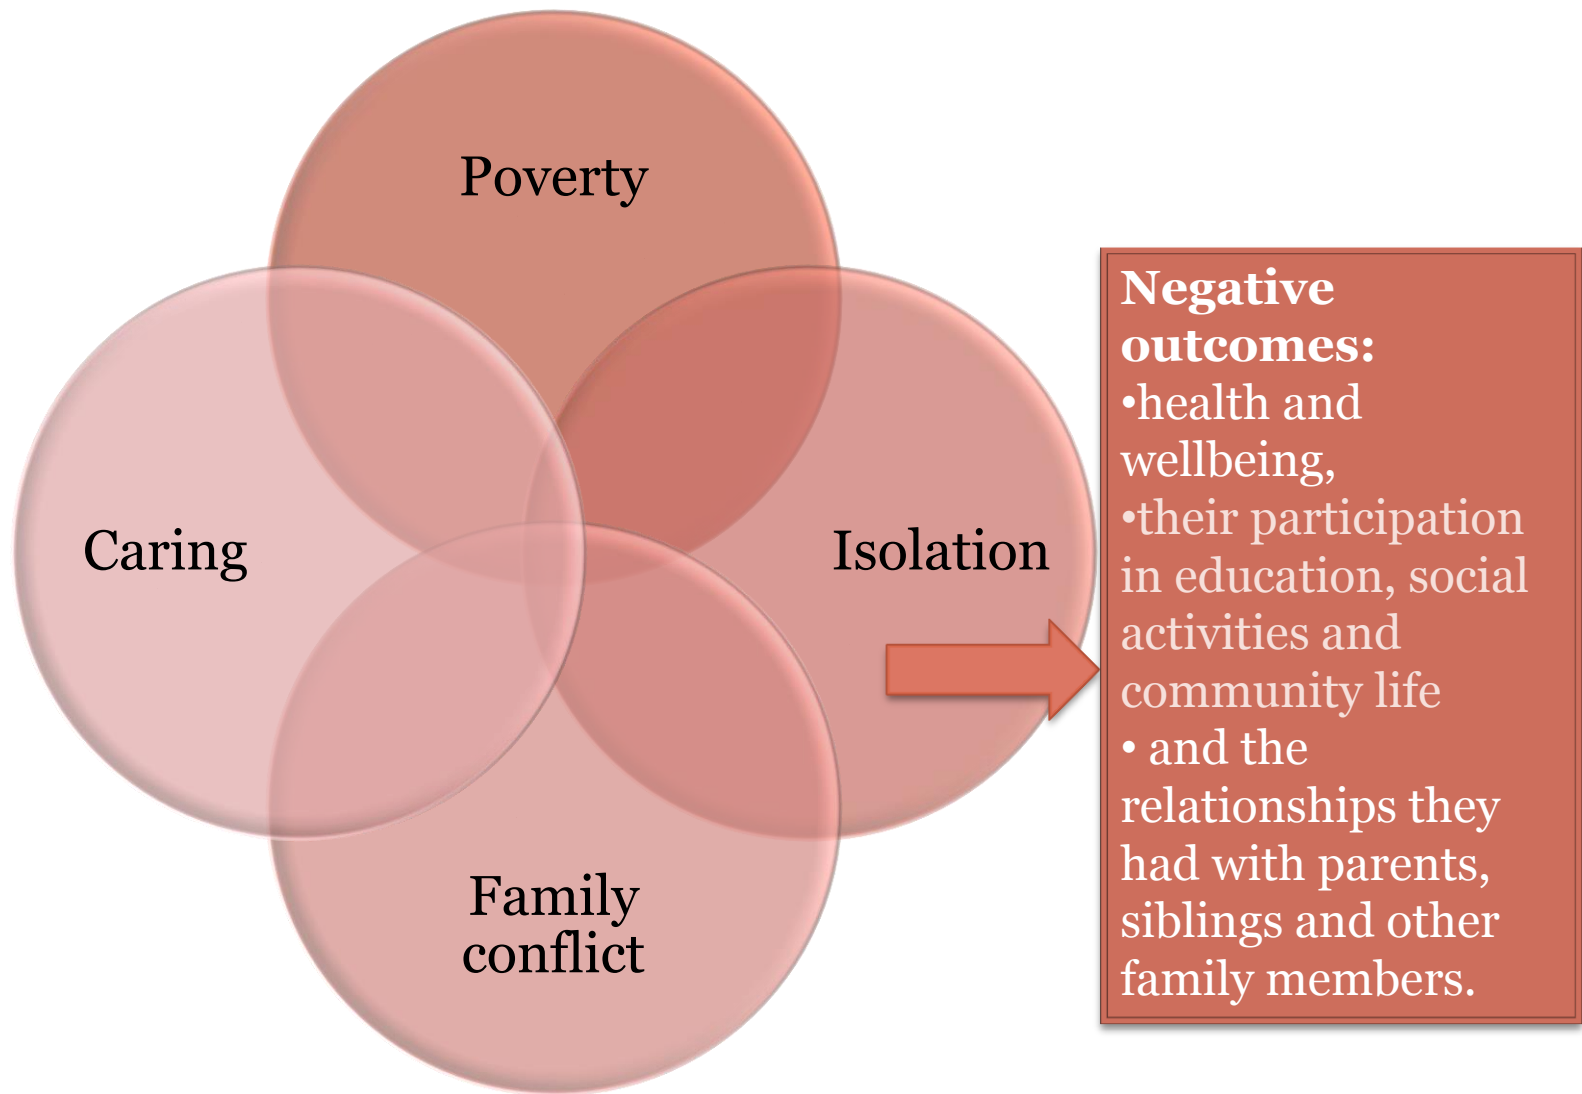 Poverty
Caring
Isolation
Family
conflict
Negative
outcomes:
•health and
wellbeing,
•their participation
in education, social
activities and
community life
• and the
relationships they
had with parents,
siblings and other
family members.